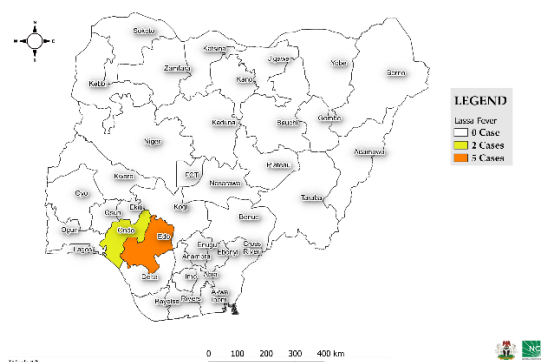 N
W E
S
Sokoto
Katsina
Jigawa
Yobe
Borno
Zamfara
Kano
Kebbi
LEGEND
Lassa Fever
0 Case
2 Cases
5 Cases
Kaduna
Bauchi
Gombe
Niger
Adamawa
Plateau
FCT
Kwara
Nasarawa
Taraba
Oyo
Ekiti
Kogi
Osun
Benue
Ogun
Ondo
Edo
Lagos
Enugu
Ebonyi
Cross
River
Anambra
Delta
Imo
Abia
Akwa
Ibom
Bayelsa
Rivers
0 100 200 300 400 km
NC